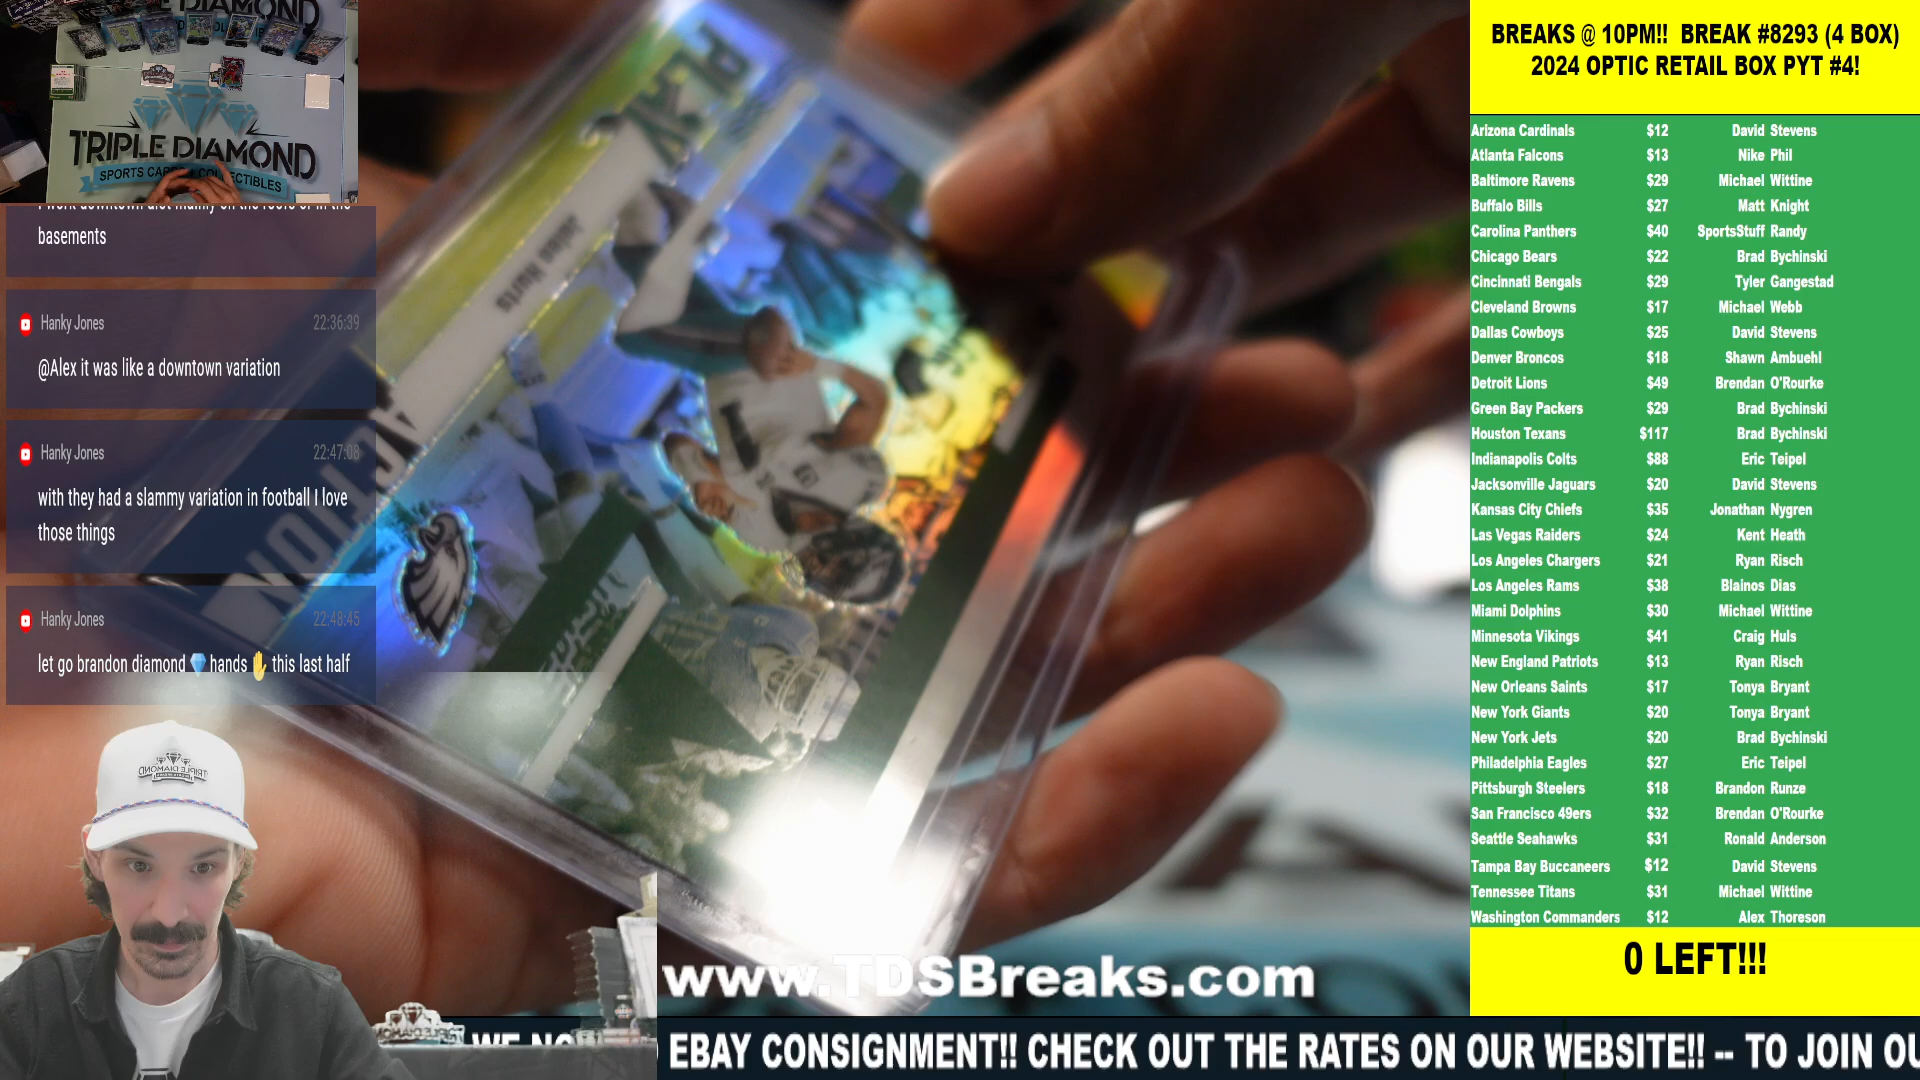 TRIPLE DIAMOND
SPORTS CARDS & COLLECTIBLES
basements
Hanky Jones 22:36:39
@Alex it was like a downtown variation
Hanky Jones 22:47:08
with they had a slammy variation in football I love
those things
Hanky Jones 22:48:45
let go brandon diamond 💎 hands ✋ this last half
PLAY
ACTION
Jalen Hurts
TRIPLE DIAMOND
www.TDSBreaks.com
EBAY CONSIGNMENT!! CHECK OUT THE RATES ON OUR WEBSITE!! -- TO JOIN OU
BREAKS @ 10PM!! BREAK #8293 (4 BOX)
2024 OPTIC RETAIL BOX PYT #4!
Arizona Cardinals $12 David Stevens
Atlanta Falcons $13 Nike Phil
Baltimore Ravens $29 Michael Wittine
Buffalo Bills $27 Matt Knight
Carolina Panthers $40 SportsStuff Randy
Chicago Bears $22 Brad Bychinski
Cincinnati Bengals $29 Tyler Gangestad
Cleveland Browns $17 Michael Webb
Dallas Cowboys $25 David Stevens
Denver Broncos $18 Shawn Ambuehl
Detroit Lions $49 Brendan O'Rourke
Green Bay Packers $29 Brad Bychinski
Houston Texans $117 Brad Bychinski
Indianapolis Colts $88 Eric Teipel
Jacksonville Jaguars $20 David Stevens
Kansas City Chiefs $35 Jonathan Nygren
Las Vegas Raiders $24 Kent Heath
Los Angeles Chargers $21 Ryan Risch
Los Angeles Rams $38 Blainos Dias
Miami Dolphins $30 Michael Wittine
Minnesota Vikings $41 Craig Huls
New England Patriots $13 Ryan Risch
New Orleans Saints $17 Tonya Bryant
New York Giants $20 Tonya Bryant
New York Jets $20 Brad Bychinski
Philadelphia Eagles $27 Eric Teipel
Pittsburgh Steelers $18 Brandon Runze
San Francisco 49ers $32 Brendan O'Rourke
Seattle Seahawks $31 Ronald Anderson
Tampa Bay Buccaneers $12 David Stevens
Tennessee Titans $31 Michael Wittine
Washington Commanders $12 Alex Thoreson
0 LEFT!!!